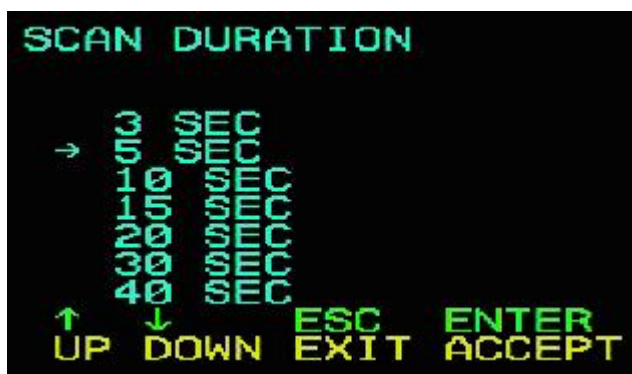 SCAN DURATION
3 SEC
→ 5 SEC
10 SEC
15 SEC
20 SEC
30 SEC
40 SEC
↑ ↓ ESC ENTER
UP DOWN EXIT ACCEPT